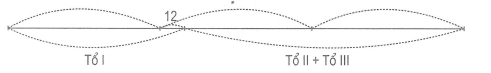 12
Tổ I
Tổ II + Tổ III